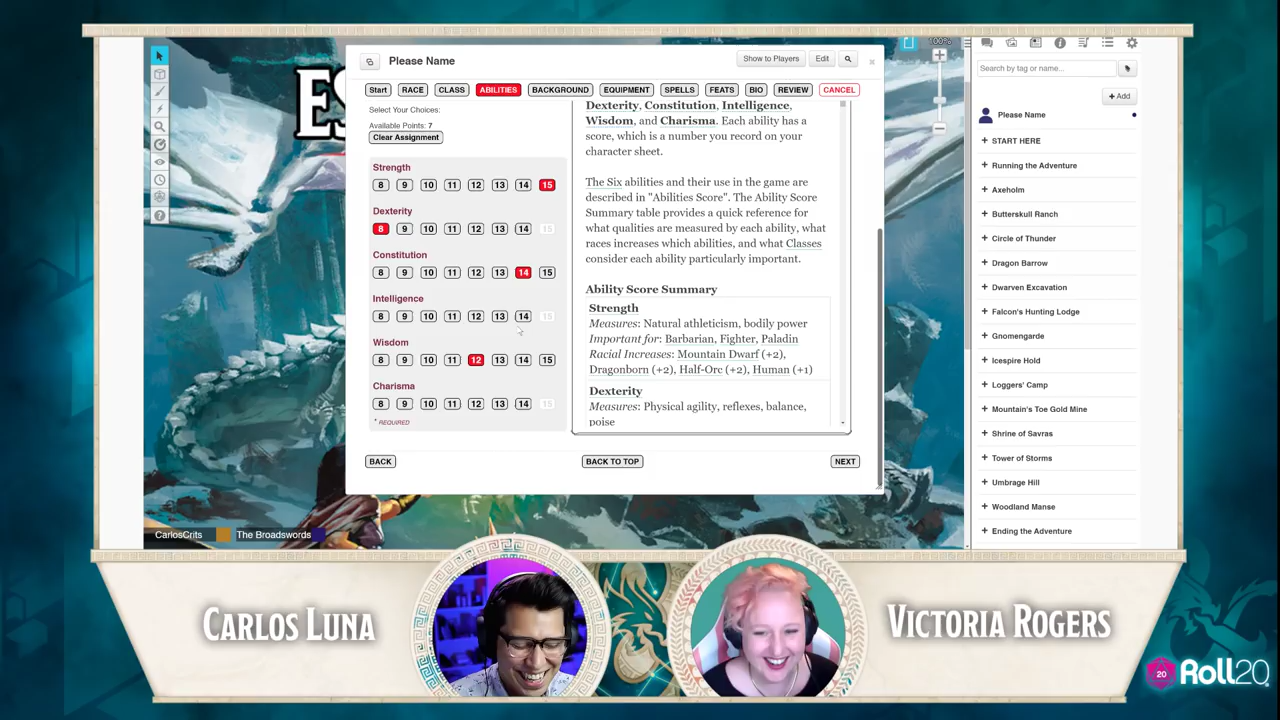 100%
Please Name
Show to Players
Edit
Start
RACE
CLASS
ABILITIES
BACKGROUND
EQUIPMENT
SPELLS
FEATS
BIO
REVIEW
CANCEL
Select Your Choices:
Available Points: 7
Clear Assignment
Strength
8 9 10 11 12 13 14 15
Dexterity
8 9 10 11 12 13 14 15
Constitution
8 9 10 11 12 13 14 15
Intelligence
8 9 10 11 12 13 14 15
Wisdom
8 9 10 11 12 13 14 15
Charisma
8 9 10 11 12 13 14 15
* REQUIRED
Dexterity, Constitution, Intelligence,
Wisdom, and Charisma. Each ability has a
score, which is a number you record on your
character sheet.
The Six abilities and their use in the game are
described in "Abilities Score". The Ability Score
Summary table provides a quick reference for
what qualities are measured by each ability, what
races increases which abilities, and what Classes
consider each ability particularly important.
Ability Score Summary
Strength
Measures: Natural athleticism, bodily power
Important for: Barbarian, Fighter, Paladin
Racial Increases: Mountain Dwarf (+2),
Dragonborn (+2), Half-Orc (+2), Human (+1)
Dexterity
Measures: Physical agility, reflexes, balance,
poise
BACK
BACK TO TOP
NEXT
Search by tag or name...
+ Add
Please Name
+ START HERE
+ Running the Adventure
+ Axeholm
+ Butterskull Ranch
+ Circle of Thunder
+ Dragon Barrow
+ Dwarven Excavation
+ Falcon's Hunting Lodge
+ Gnomengarde
+ Icespire Hold
+ Loggers' Camp
+ Mountain's Toe Gold Mine
+ Shrine of Savras
+ Tower of Storms
+ Umbrage Hill
+ Woodland Manse
+ Ending the Adventure
CarlosCrits
The Broadswords
CARLOS LUNA
VICTORIA ROGERS
20
Roll20